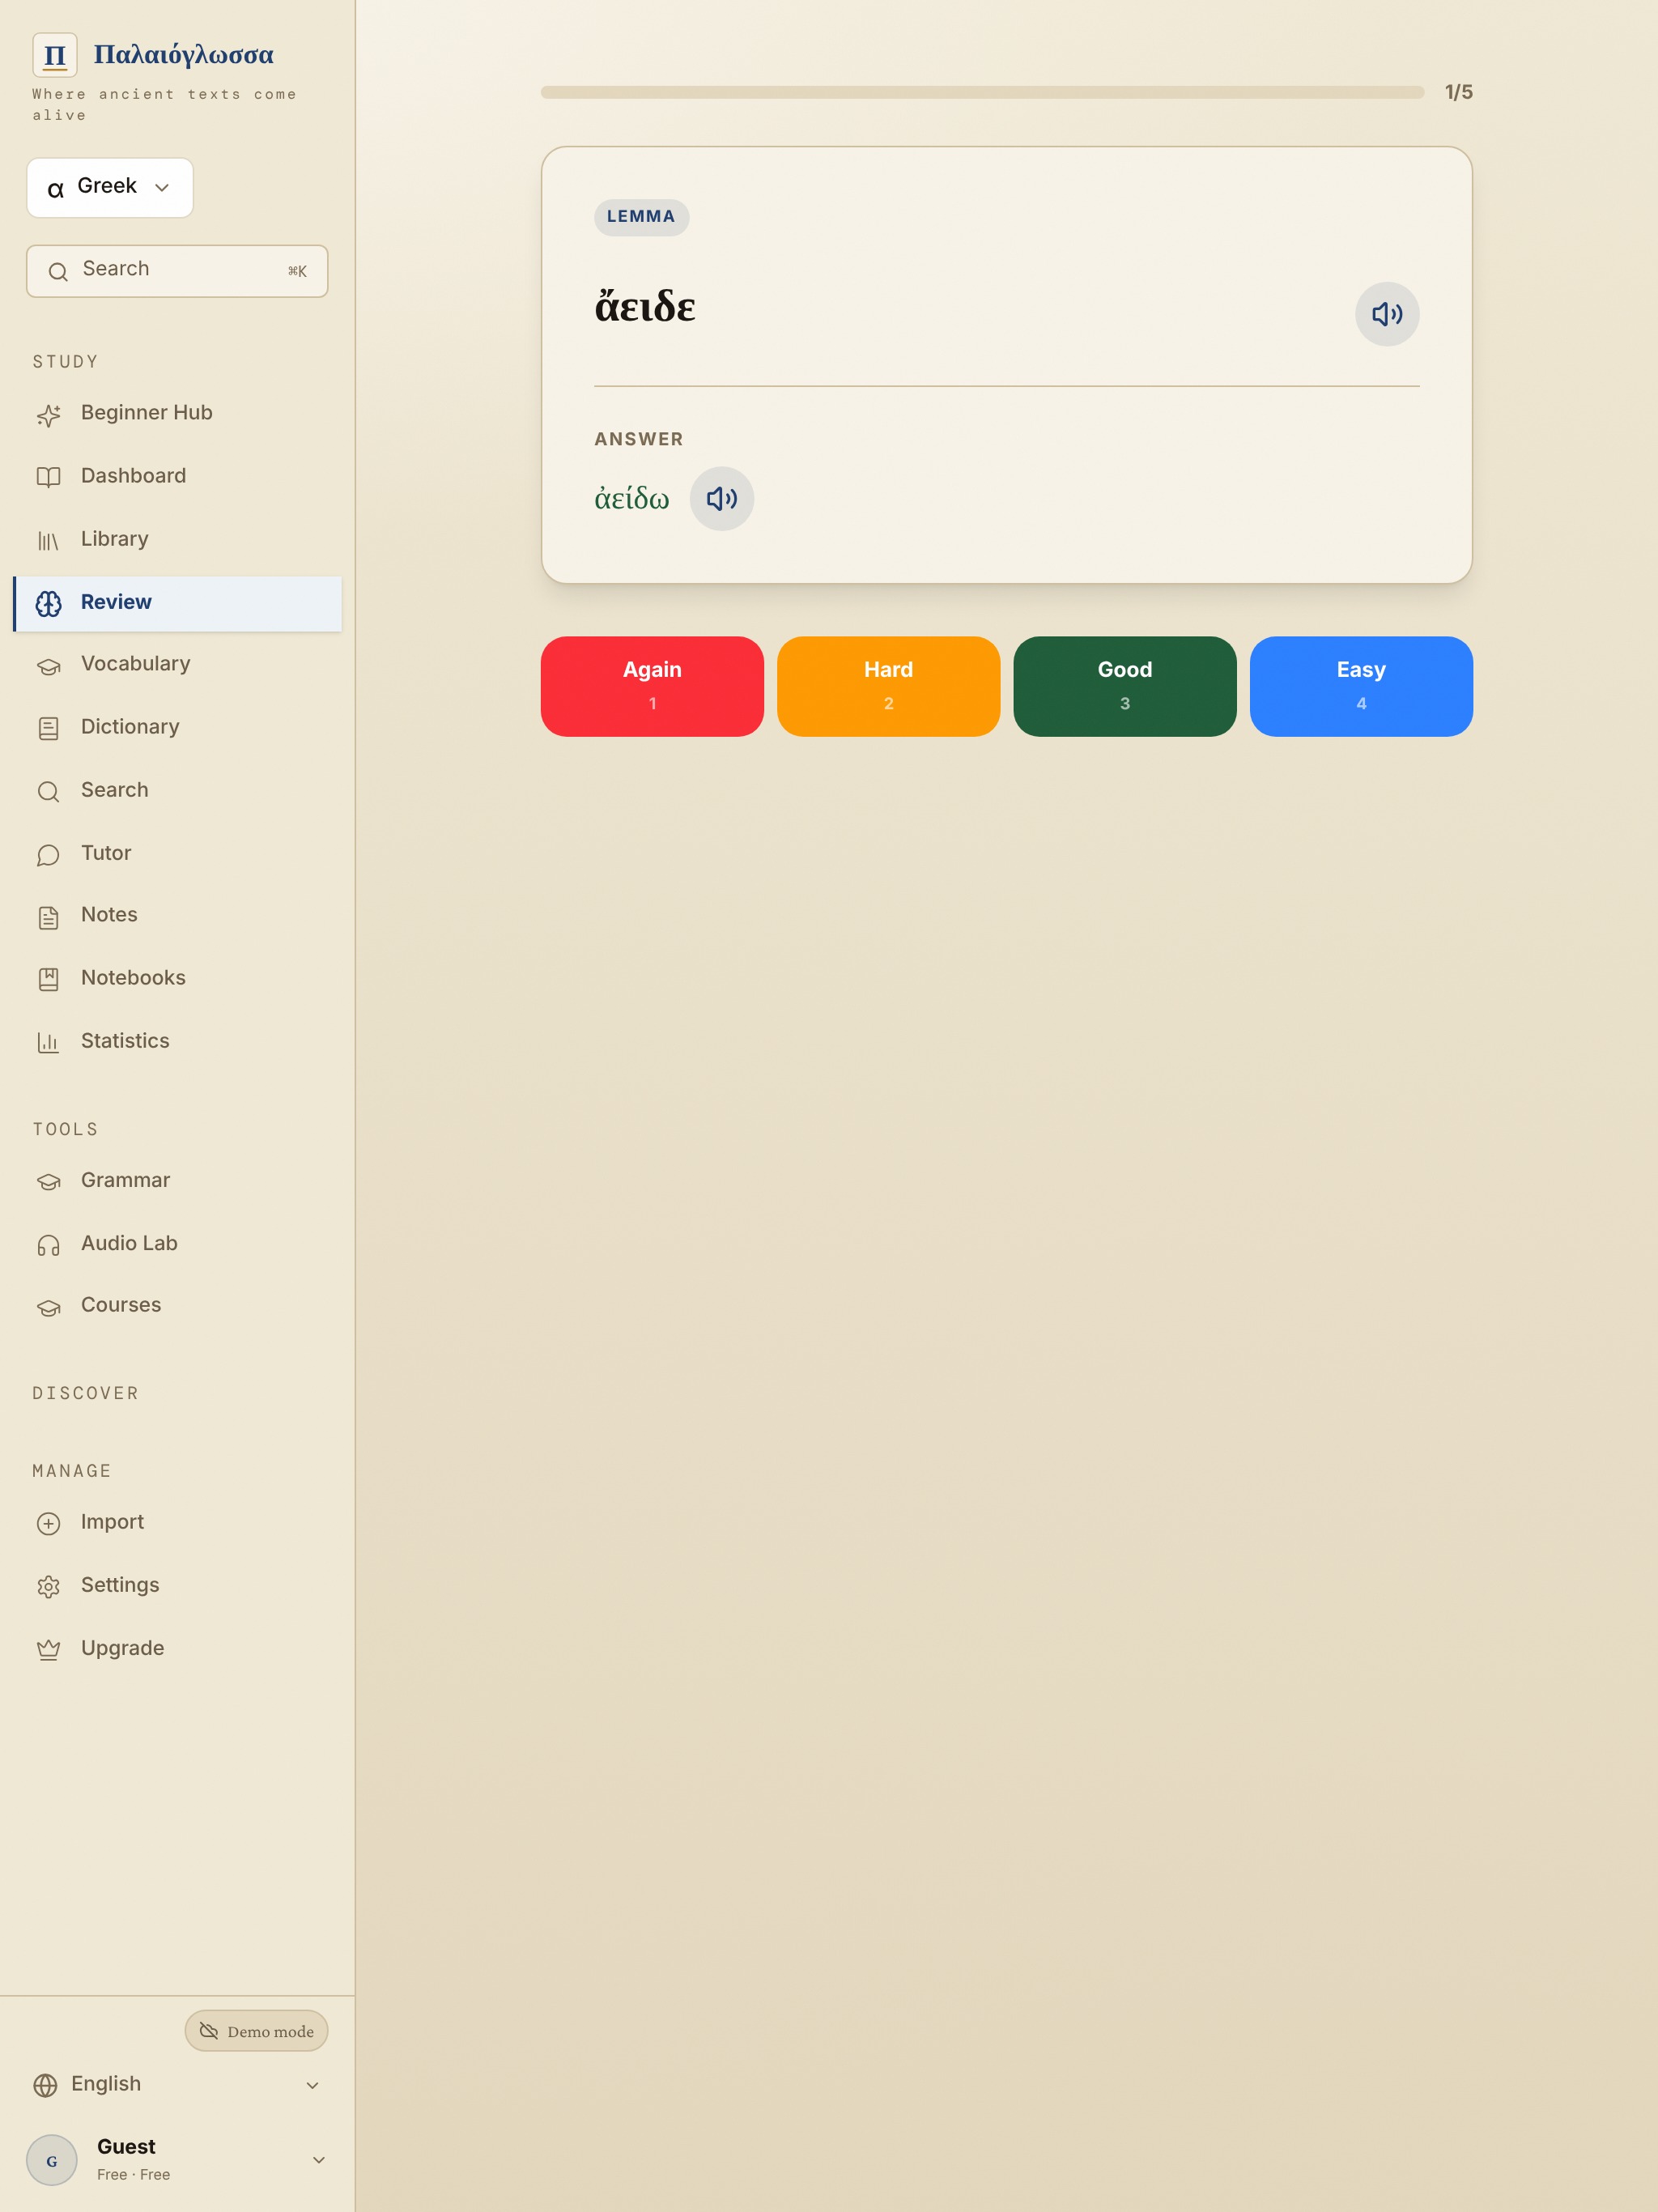 Π Παλαιόγλωσσα
Where ancient texts come
alive
α Greek
Search ⌘K
STUDY
Beginner Hub
Dashboard
Library
Review
Vocabulary
Dictionary
Search
Tutor
Notes
Notebooks
Statistics
TOOLS
Grammar
Audio Lab
Courses
DISCOVER
MANAGE
Import
Settings
Upgrade
Demo mode
English
G Guest
Free · Free
1/5
LEMMA
ἄειδε
ANSWER
ἀείδω
Again
1
Hard
2
Good
3
Easy
4